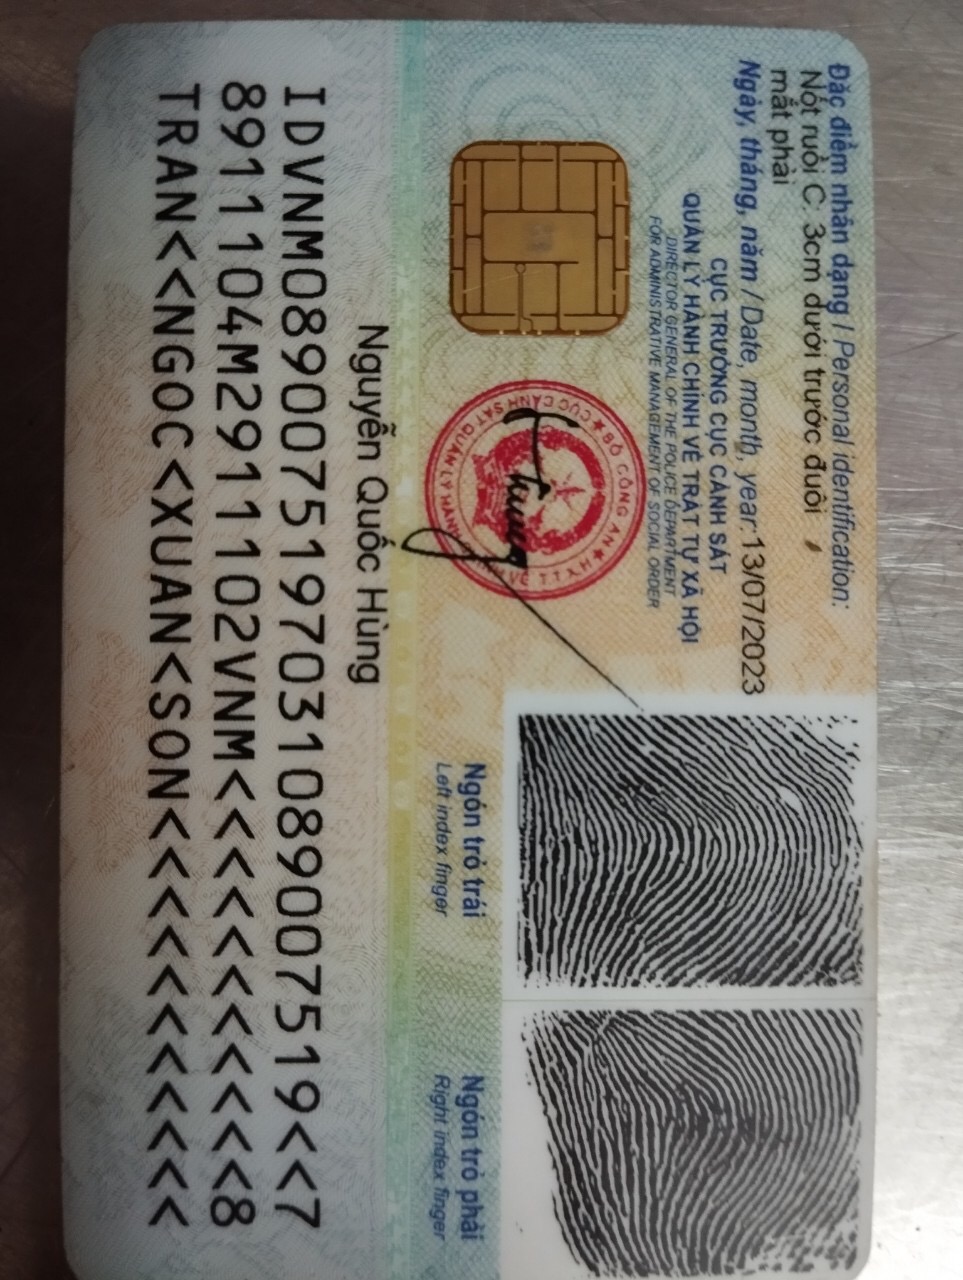 Đặc điểm nhân dạng / Personal identification:
Nốt ruồi C: 3cm dưới trước đuôi
mắt phải
Ngày, tháng, năm / Date, month, year: 13/07/2023
CỤC TRƯỞNG CỤC CẢNH SÁT
QUẢN LÝ HÀNH CHÍNH VỀ TRẬT TỰ XÃ HỘI
DIRECTOR GENERAL OF THE POLICE DEPARTMENT
FOR ADMINISTRATIVE MANAGEMENT OF SOCIAL ORDER
BỘ CÔNG AN
Nguyễn Quốc Hùng
Ngón trỏ trái
Left index finger
Ngón trỏ phải
Right index finger
IDVNM0890075197031089007519<<7
8911104M2911102VNM<<<<<<<<<<<8
TRAN<<NGOC<XUAN<SON<<<<<<<<<<<